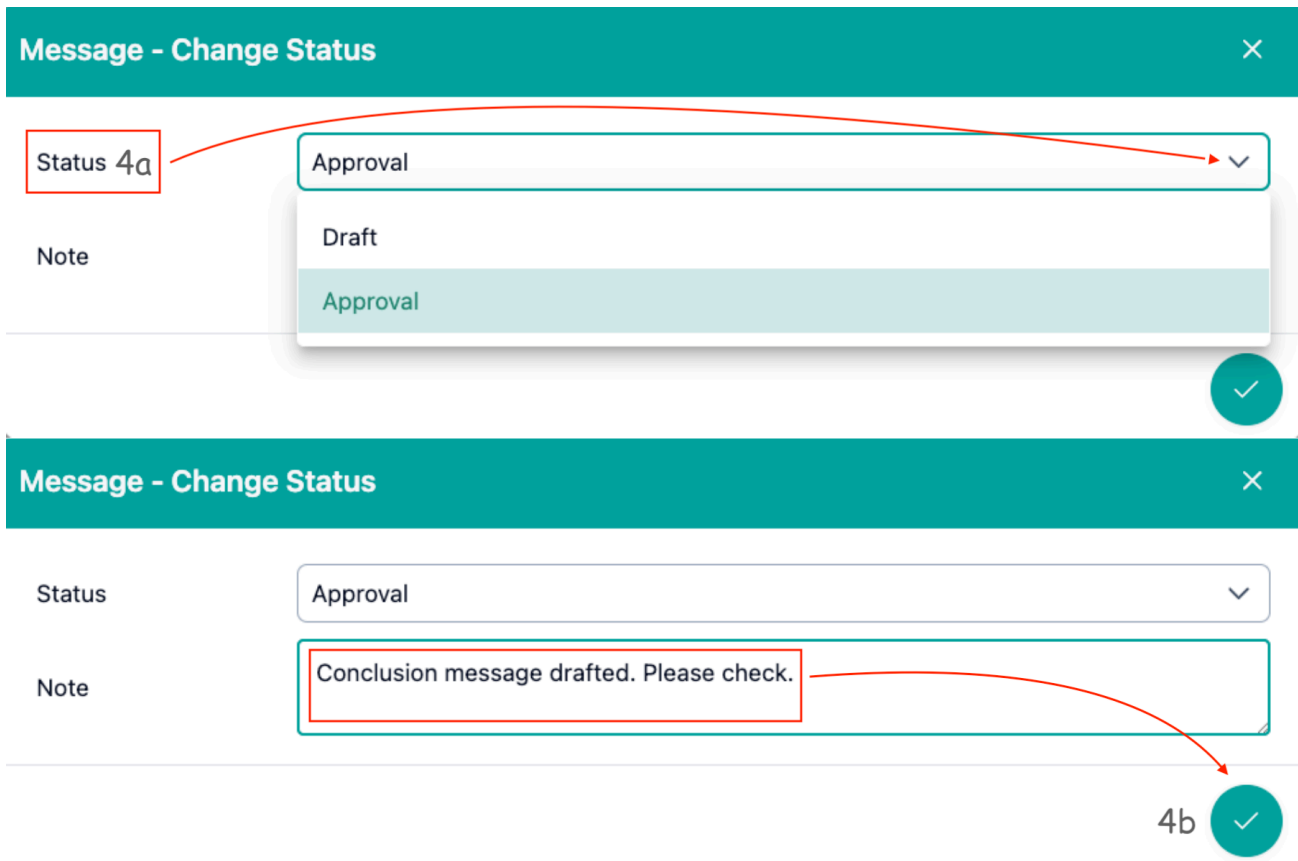 Message - Change Status
Status 4a
Approval
Draft
Note
Approval
Message - Change Status
Status
Approval
Note
Conclusion message drafted. Please check.
4b